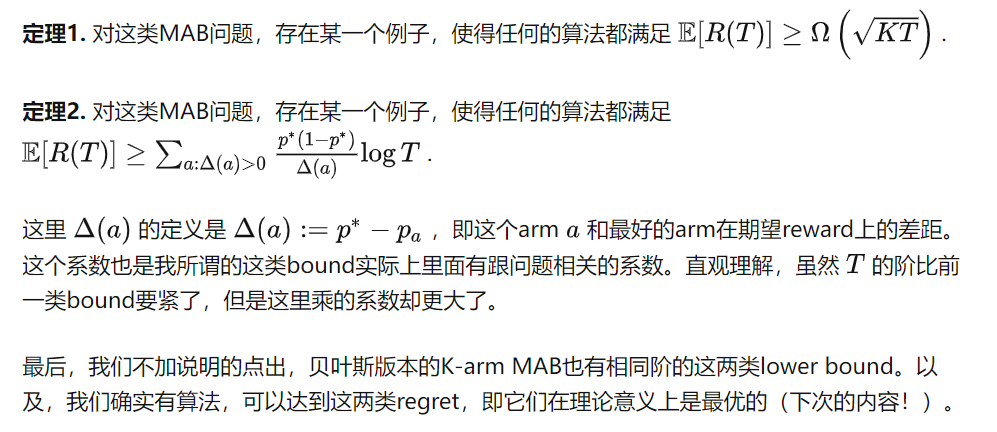 定理1. 对这类MAB问题，存在某一个例子，使得任何的算法都满足 $\mathbb{E}[R(T)] \geq \Omega\left(\sqrt{KT}\right)$ .
定理2. 对这类MAB问题，存在某一个例子，使得任何的算法都满足
$\mathbb{E}[R(T)] \geq \sum_{a:\Delta(a)>0} \frac{p^*(1-p^*)}{\Delta(a)} \log T$ .
这里 $\Delta(a)$ 的定义是 $\Delta(a) := p^* - p_a$ ，即这个arm $a$ 和最好的arm在期望reward上的差距。
这个系数也是我所谓的这类bound实际上里面有跟问题相关的系数。直观理解，虽然 $T$ 的阶比前
一类bound要紧了，但是这里乘的系数却更大了。
最后，我们不加说明的点出，贝叶斯版本的K-arm MAB也有相同阶的这两类lower bound。以
及，我们确实有算法，可以达到这两类regret，即它们在理论意义上是最优的（下次的内容！）。